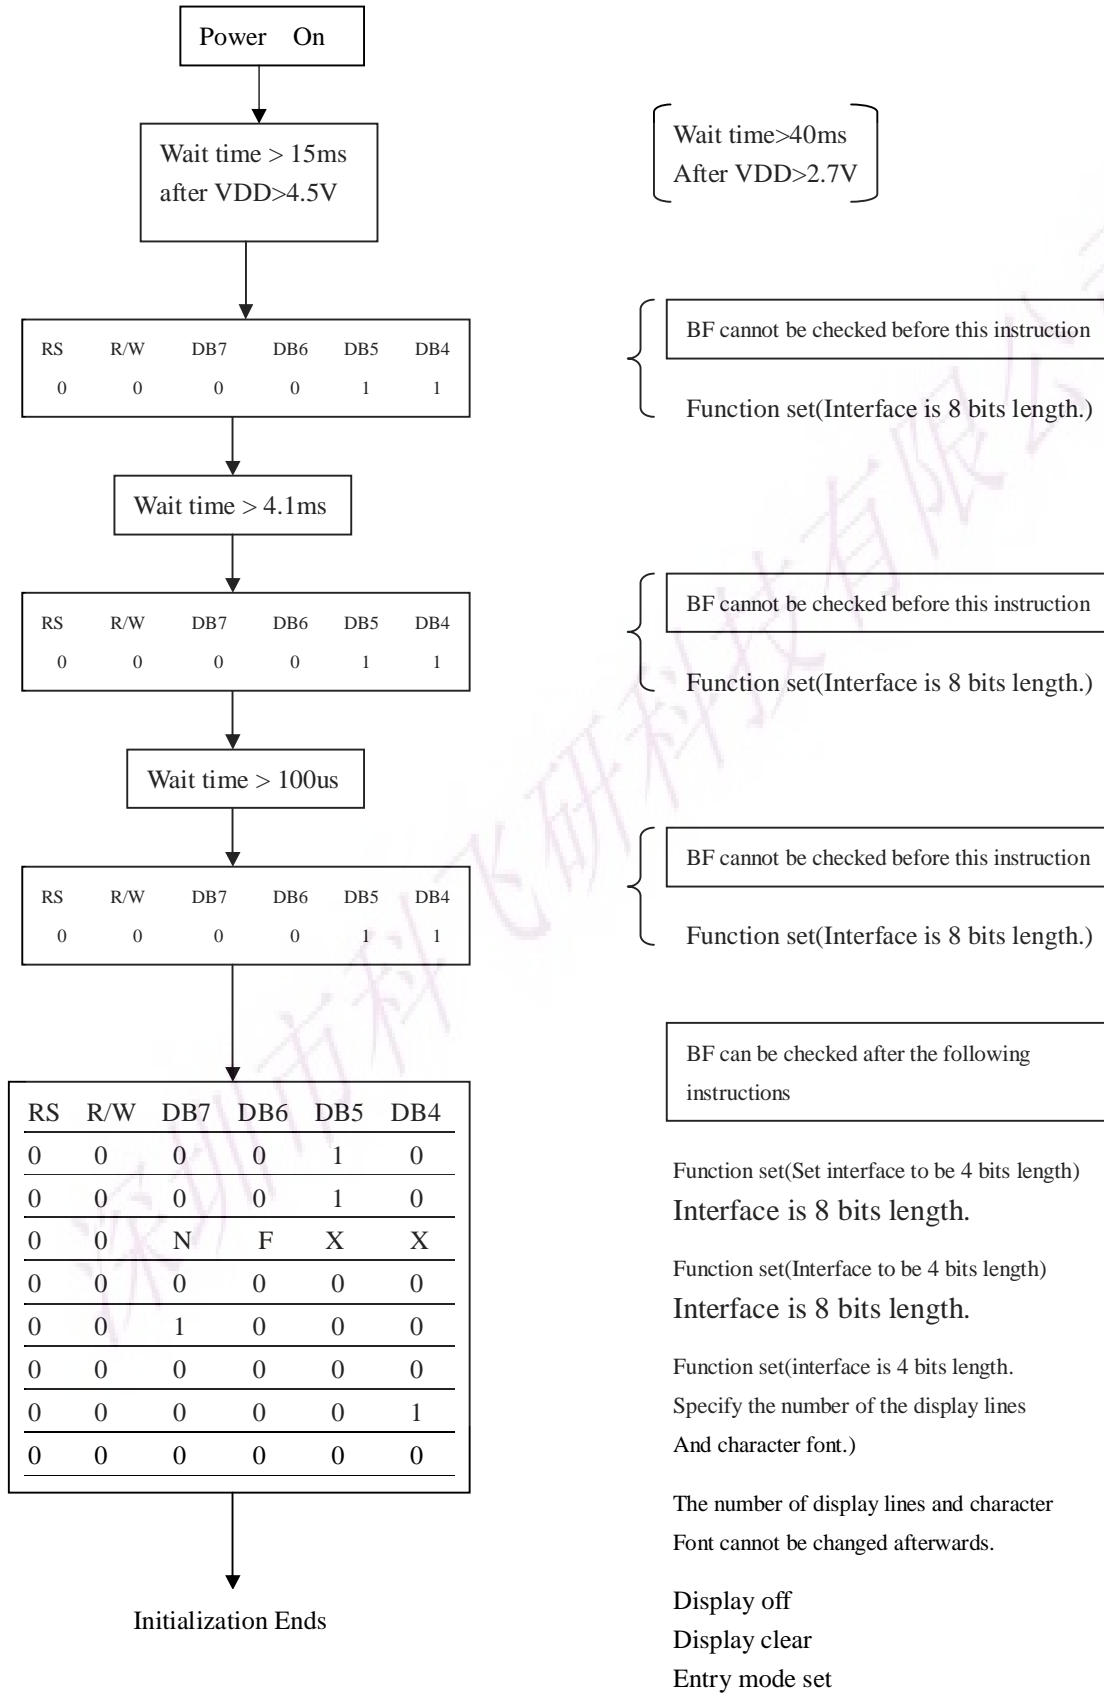 Power On
Wait time > 15ms
after VDD>4.5V
Wait time>40ms
After VDD>2.7V
RS R/W DB7 DB6 DB5 DB4
0 0 0 0 1 1
BF cannot be checked before this instruction
Function set(Interface is 8 bits length.)
Wait time > 4.1ms
RS R/W DB7 DB6 DB5 DB4
0 0 0 0 1 1
BF cannot be checked before this instruction
Function set(Interface is 8 bits length.)
Wait time > 100us
RS R/W DB7 DB6 DB5 DB4
0 0 0 0 1 1
BF cannot be checked before this instruction
Function set(Interface is 8 bits length.)
RS R/W DB7 DB6 DB5 DB4
0 0 0 0 1 0
0 0 0 0 1 0
0 0 N F X X
0 0 0 0 0 0
0 0 1 0 0 0
0 0 0 0 0 0
0 0 0 0 0 1
0 0 0 0 0 0
Initialization Ends
BF can be checked after the following
instructions
Function set(Set interface to be 4 bits length)
Interface is 8 bits length.
Function set(Interface to be 4 bits length)
Interface is 8 bits length.
Function set(interface is 4 bits length.
Specify the number of the display lines
And character font.)
The number of display lines and character
Font cannot be changed afterwards.
Display off
Display clear
Entry mode set
深圳市科飞研科技有限公